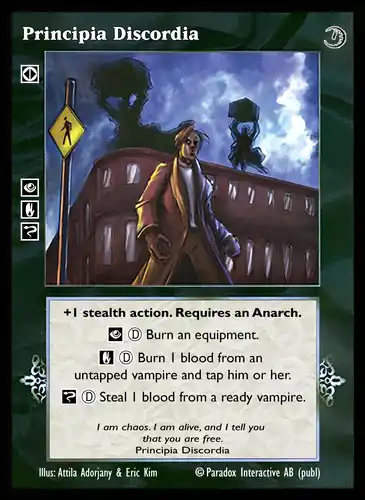 Principia Discordia
+1 stealth action. Requires an Anarch.
Ⓓ Burn an equipment.
Ⓓ Burn 1 blood from an
untapped vampire and tap him or her.
Ⓓ Steal 1 blood from a ready vampire.
I am chaos. I am alive, and I tell you
that you are free.
Principia Discordia
Illus: Attila Adorjany & Eric Kim © Paradox Interactive AB (publ)